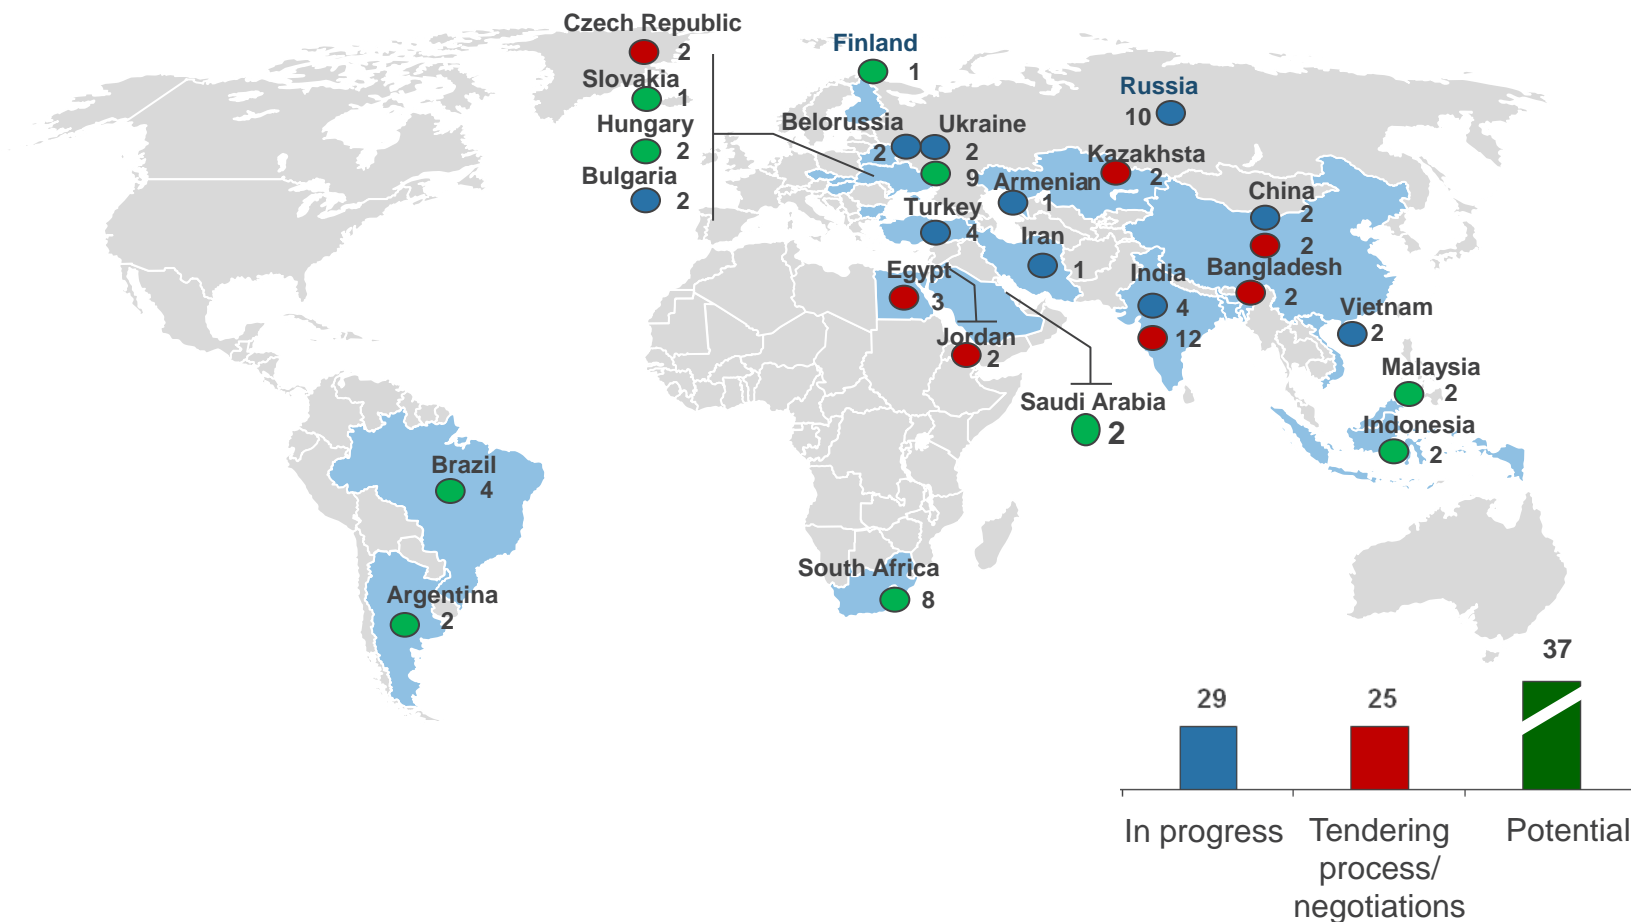 Czech Republic
2
Slovakia
1
Hungary
2
Bulgaria
2
Finland
1
Russia
10
Belorussia
2
Ukraine
2
9
Kazakhsta
2
Armenian
1
Turkey
4
Iran
1
China
2
2
Egypt
3
India
4
12
Bangladesh
2
Vietnam
2
Jordan
2
Malaysia
2
Saudi Arabia
2
Indonesia
2
Brazil
4
South Africa
8
Argentina
2
37
29
25
In progress
Tendering
process/
negotiations
Potential